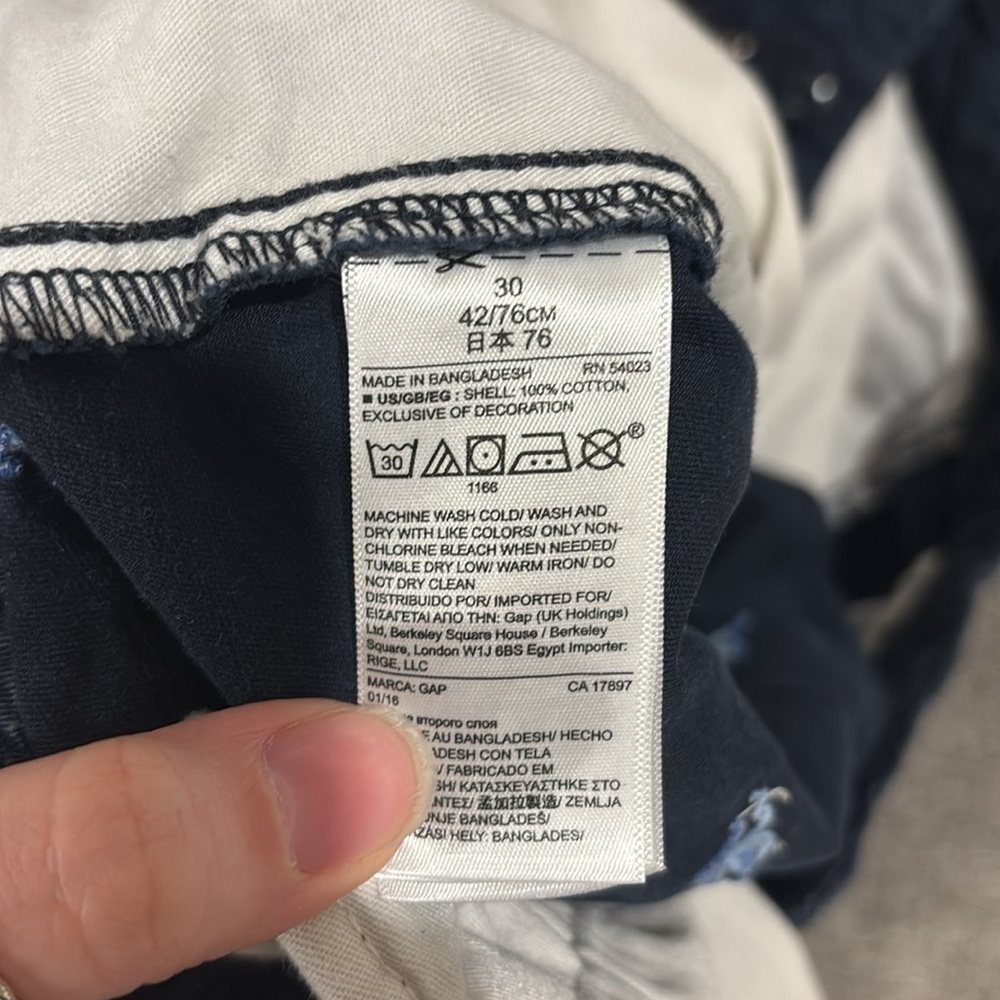 30
42/76CM
日本 76
MADE IN BANGLADESH RN 54023
■ US/GB/EG : SHELL: 100% COTTON,
EXCLUSIVE OF DECORATION
30 ®
1166
MACHINE WASH COLD/ WASH AND
DRY WITH LIKE COLORS/ ONLY NON-
CHLORINE BLEACH WHEN NEEDED/
TUMBLE DRY LOW/ WARM IRON/ DO
NOT DRY CLEAN
DISTRIBUIDO POR/ IMPORTED FOR/
ΕΙΣΑΓΕΤΑΙ ΑΠΟ ΤΗΝ: Gap (UK Holdings)
Ltd, Berkeley Square House / Berkeley
Square, London W1J 6BS Egypt Importer:
RIGE, LLC
MARCA: GAP CA 17897
01/16
второго слоя
AU BANGLADESH/ HECHO
CON TELA
/ FABRICADO EM
ΚΑΤΑΣΚΕΥΑΣΤΗΚΕ ΣΤΟ
孟加拉製造/ ZEMLJA
BANGLADEŠ/
HELY: BANGLADES/